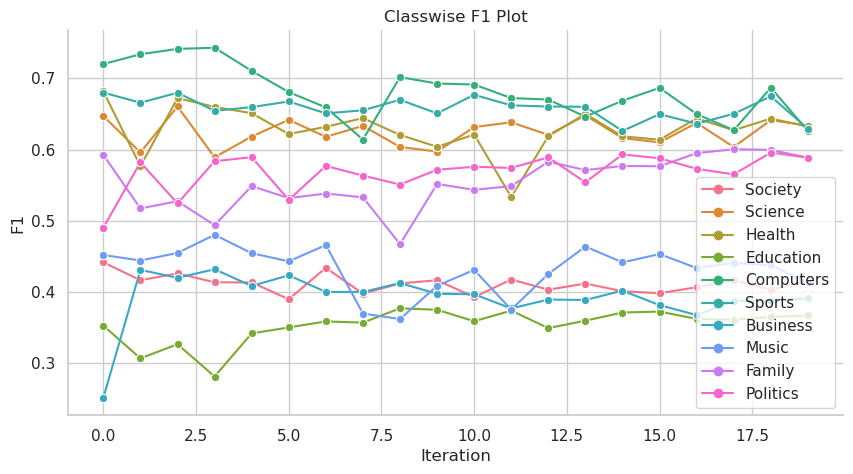 Classwise F1 Plot
F1
0.7
0.6
0.5
0.4
0.3
0.0
2.5
5.0
7.5
10.0
12.5
15.0
17.5
Iteration
Society
Science
Health
Education
Computers
Sports
Business
Music
Family
Politics